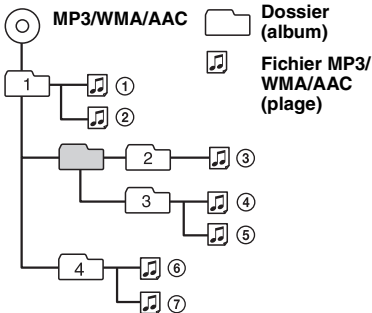 MP3/WMA/AAC
Dossier
(album)
Fichier MP3/
WMA/AAC
(plage)
1
①
②
2
③
3
④
⑤
4
⑥
⑦